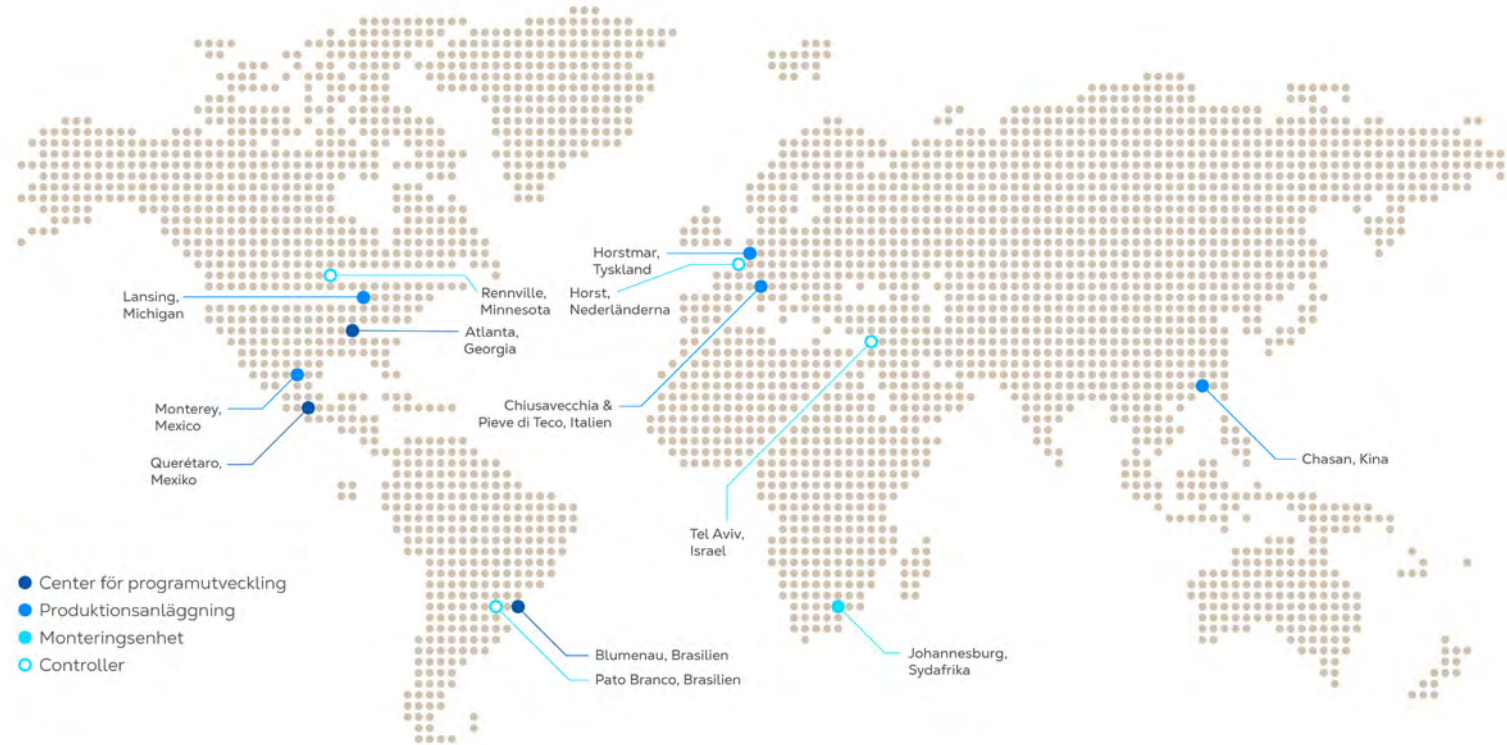 Horstmar,
Tyskland
Horst,
Nederländerna
Rennville,
Minnesota
Lansing,
Michigan
Atlanta,
Georgia
Monterey,
Mexico
Querétaro,
Mexiko
Chiusavecchia &
Pieve di Teco, Italien
Chasan, Kina
Tel Aviv,
Israel
Center för programutveckling
Produktionsanläggning
Monteringsenhet
Controller
Blumenau, Brasilien
Pato Branco, Brasilien
Johannesburg,
Sydafrika